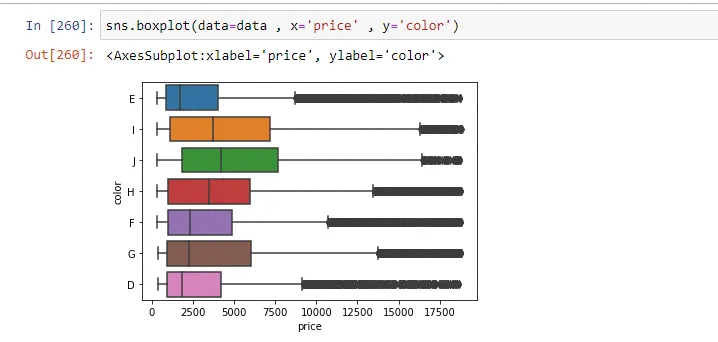 In [260]: sns.boxplot(data=data , x='price' , y='color')
Out[260]: <AxesSubplot:xlabel='price', ylabel='color'>
E
I
J
color H
F
G
D
0 2500 5000 7500 10000 12500 15000 17500
price